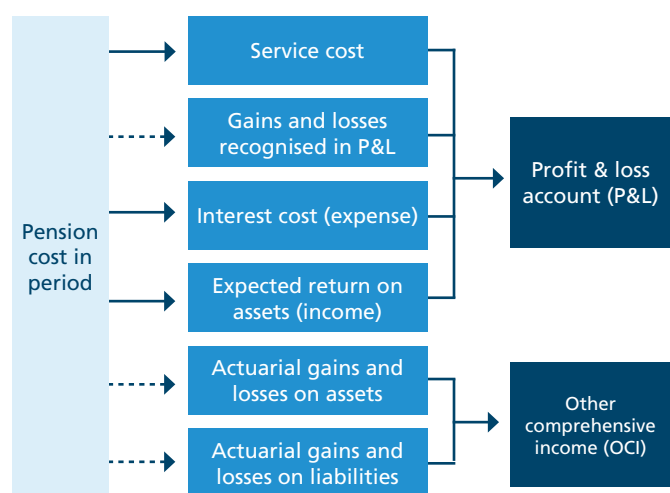 Pension
cost in
period
Service cost
Gains and losses
recognised in P&L
Interest cost (expense)
Expected return on
assets (income)
Actuarial gains and
losses on assets
Actuarial gains and
losses on liabilities
Profit & loss
account (P&L)
Other
comprehensive
income (OCI)